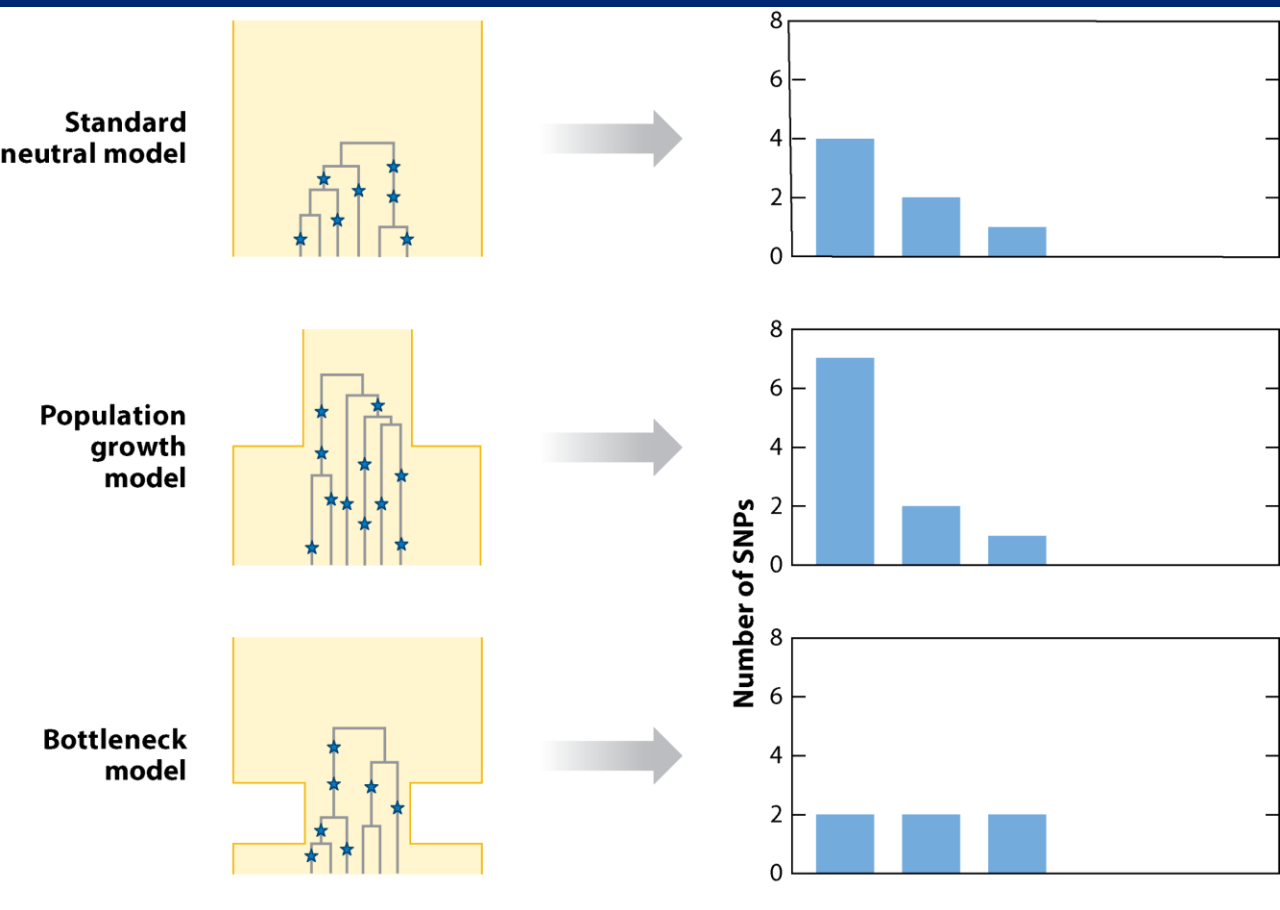 Standard
neutral model
8
6
4
2
0
Population
growth
model
8
6
4
2
0
Number of SNPs
Bottleneck
model
8
6
4
2
0